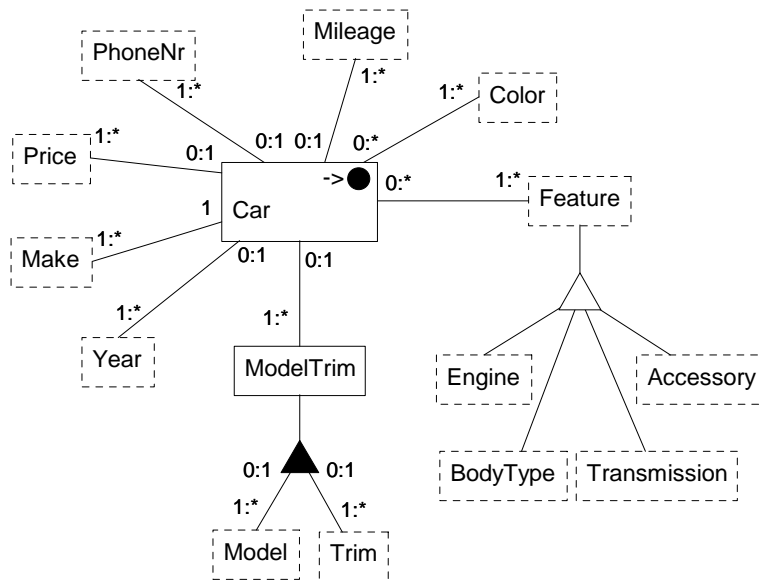 Mileage
PhoneNr
1:*
1:*
1:*
Color
Price
1:*
0:1
0:1
0:1
0:*
->
0:*
1:*
Feature
1
Car
Make
1:*
0:1
0:1
1:*
1:*
Year
ModelTrim
Engine
Accessory
0:1
0:1
BodyType
Transmission
1:*
1:*
Model
Trim